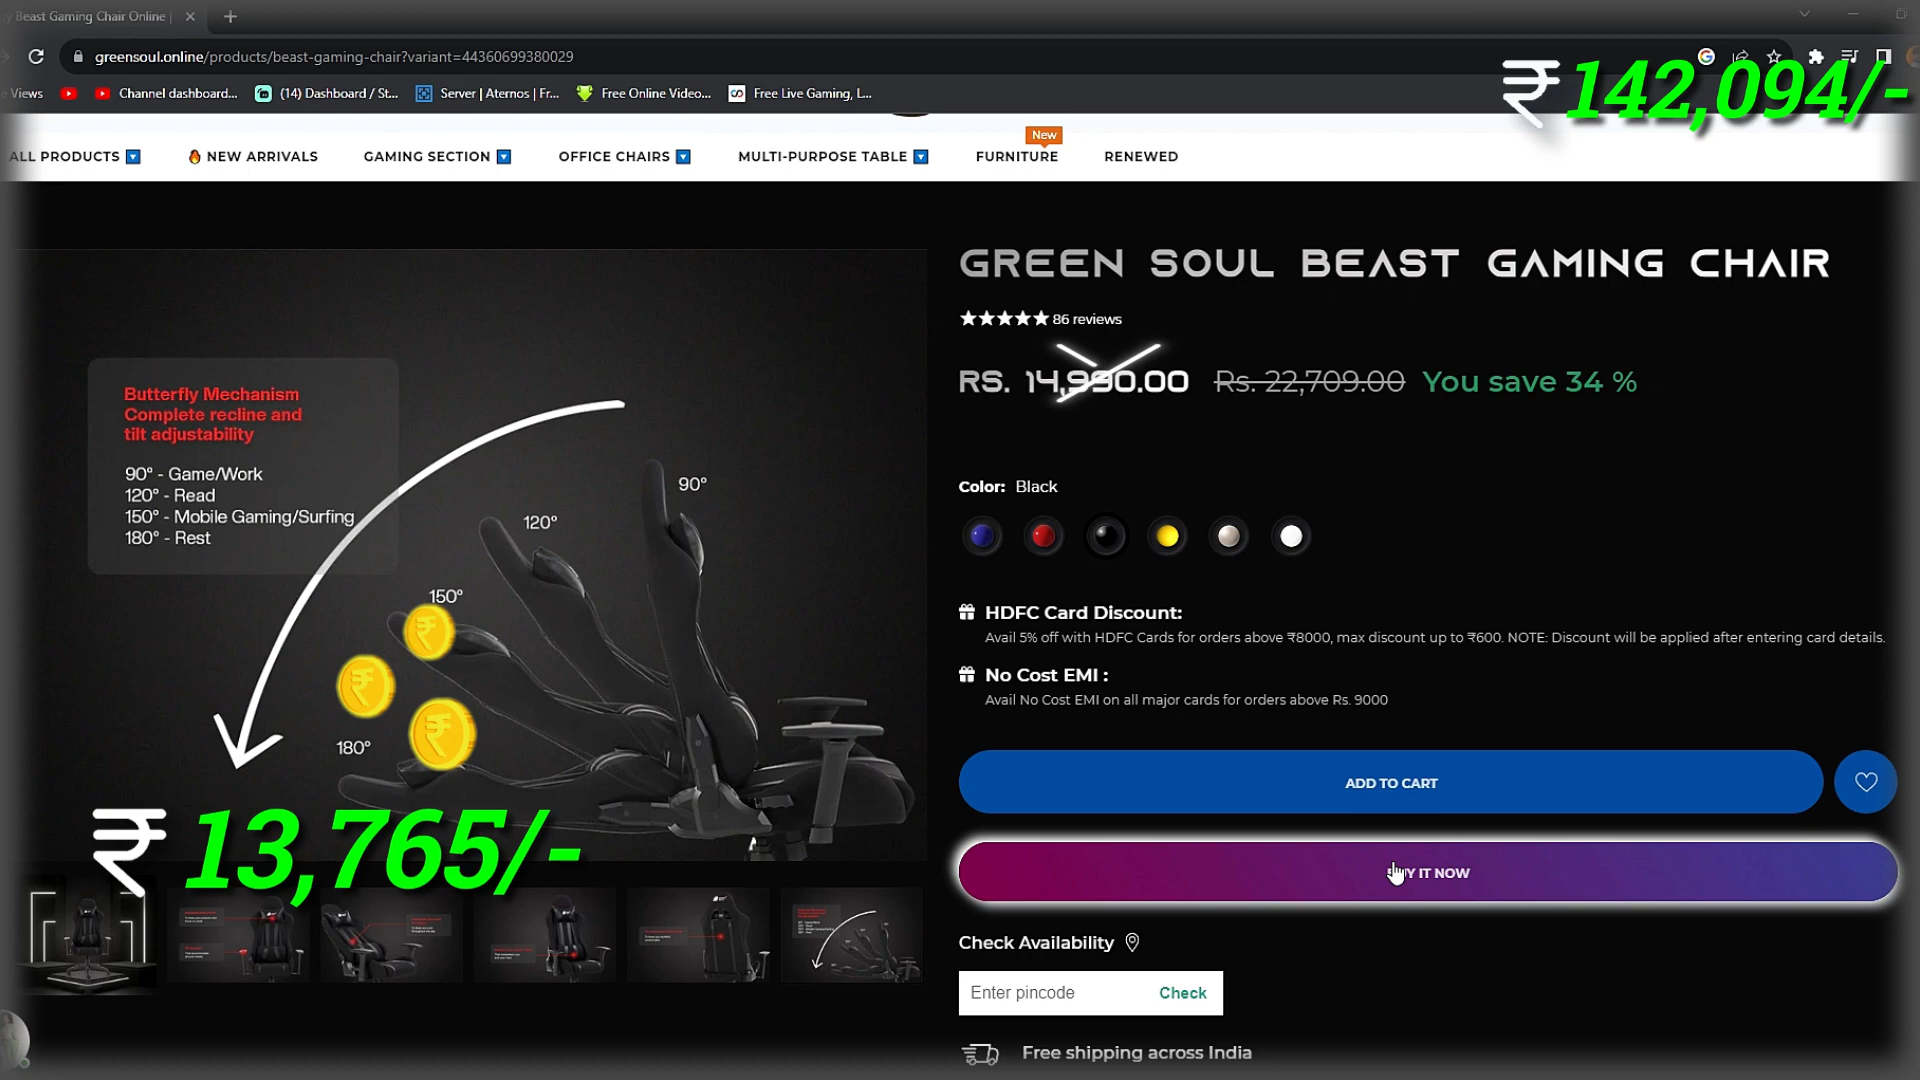 y Beast Gaming Chair Online |
greensoul.online/products/beast-gaming-chair?variant=44360699380029
Views
Channel dashboard...
(14) Dashboard / St...
Server | Aternos | Fr...
Free Online Video...
Free Live Gaming, L...
₹ 142,094/-
New
ALL PRODUCTS
NEW ARRIVALS
GAMING SECTION
OFFICE CHAIRS
MULTI-PURPOSE TABLE
FURNITURE
RENEWED
GREEN SOUL BEAST GAMING CHAIR
86 reviews
RS. 14,990.00 Rs. 22,709.00 You save 34 %
Butterfly Mechanism
Complete recline and
tilt adjustability
90° - Game/Work
120° - Read
150° - Mobile Gaming/Surfing
180° - Rest
90°
120°
150°
180°
₹ 13,765/-
Color: Black
HDFC Card Discount:
Avail 5% off with HDFC Cards for orders above ₹8000, max discount up to ₹600. NOTE: Discount will be applied after entering card details.
No Cost EMI :
Avail No Cost EMI on all major cards for orders above Rs. 9000
ADD TO CART
Y IT NOW
Check Availability
Enter pincode Check
Free shipping across India